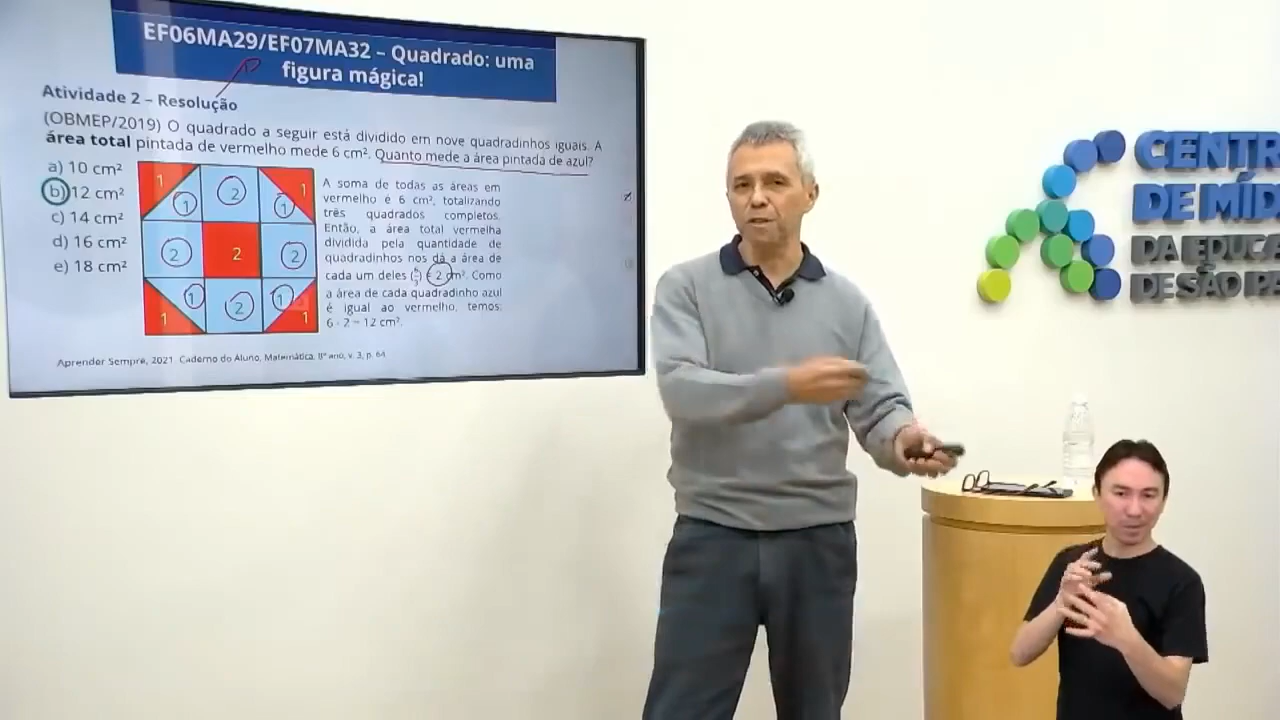 EF06MA29/EF07MA32 – Quadrado: uma
figura mágica!
Atividade 2 – Resolução
(OBMEP/2019) O quadrado a seguir está dividido em nove quadradinhos iguais. A
área total pintada de vermelho mede 6 cm². Quanto mede a área pintada de azul?
a) 10 cm²
b) 12 cm²
c) 14 cm²
d) 16 cm²
e) 18 cm²
1 2 1
1 1
2 2 2
1 2 1
1 1
A soma de todas as áreas em
vermelho é 6 cm², totalizando
três quadrados completos.
Então, a área total vermelha
dividida pela quantidade de
quadradinhos nos dá a área de
cada um deles = 2 cm². Como
a área de cada quadradinho azul
é igual ao vermelho, temos:
6 · 2 = 12 cm².
Aprender Sempre, 2021. Caderno do Aluno, Matemática, 8º ano, v. 3, p. 64.
CENTR
DE MÍD
DA EDUCA
DE SÃO PA